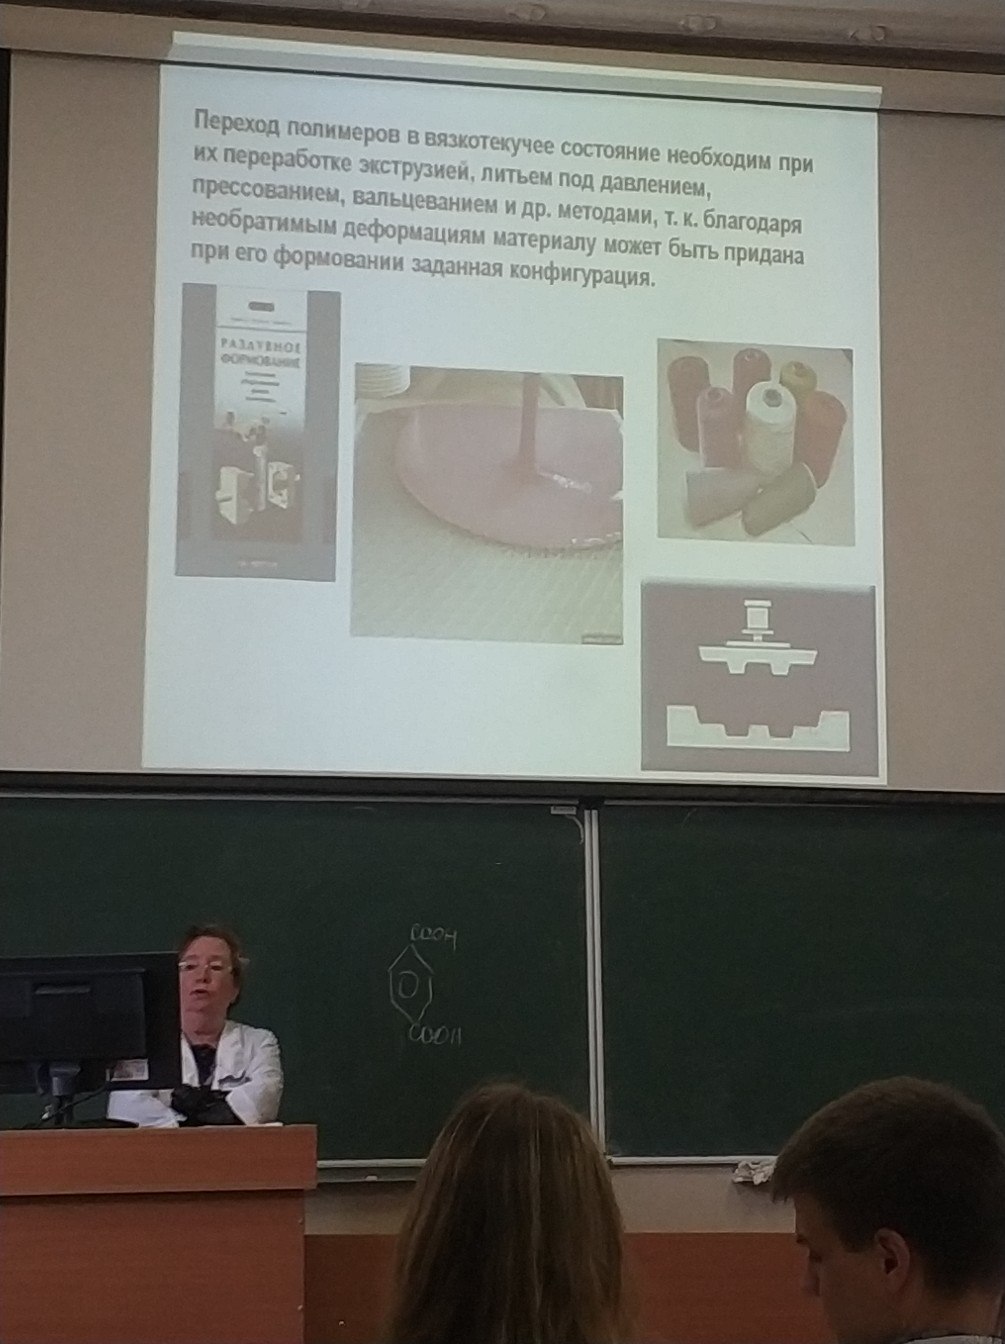 Переход полимеров в вязкотекучее состояние необходим при
их переработке экструзией, литьем под давлением,
прессованием, вальцеванием и др. методами, т. к. благодаря
необратимым деформациям материалу может быть придана
при его формовании заданная конфигурация.
РАЗДУВНОЕ
ФОРМОВАНИЕ
COOH
COOH